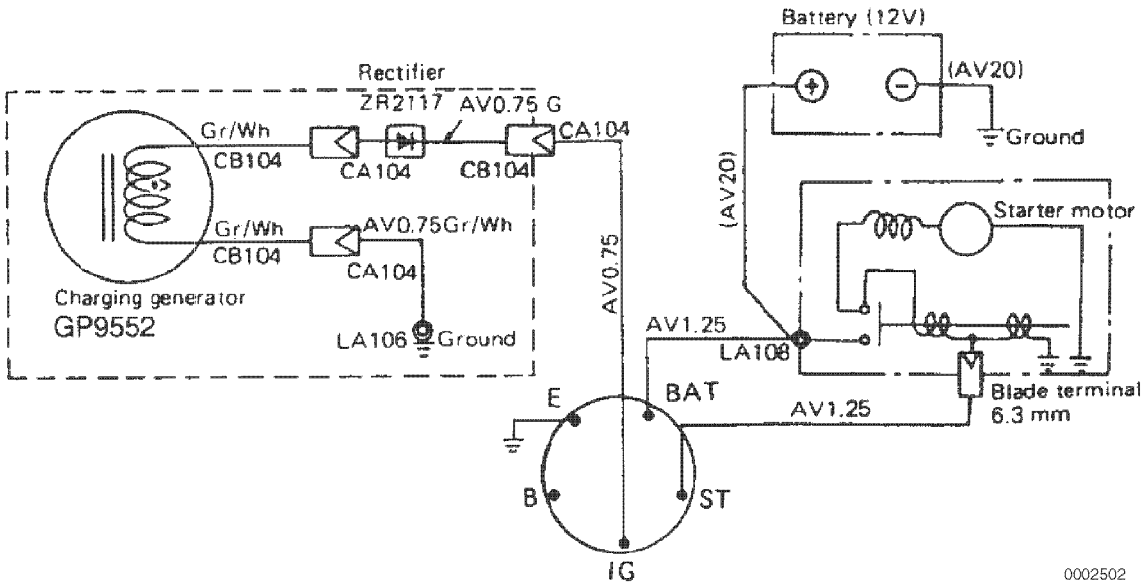 Battery (12V)
+
−
(AV20)
Ground
Rectifier
ZR2117
AV0.75 G
Gr/Wh
CB104
CA104
CB104
CA104
Gr/Wh
CB104
AV0.75Gr/Wh
CA104
Charging generator
GP9552
LA106
Ground
AV0.75
(AV20)
Starter motor
AV1.25
LA108
Blade terminal
6.3 mm
AV1.25
E
BAT
B
ST
IG
0002502